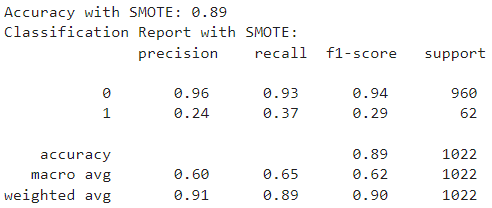 Accuracy with SMOTE: 0.89
Classification Report with SMOTE:
precision recall f1-score support
0 0.96 0.93 0.94 960
1 0.24 0.37 0.29 62
accuracy 0.89 1022
macro avg 0.60 0.65 0.62 1022
weighted avg 0.91 0.89 0.90 1022